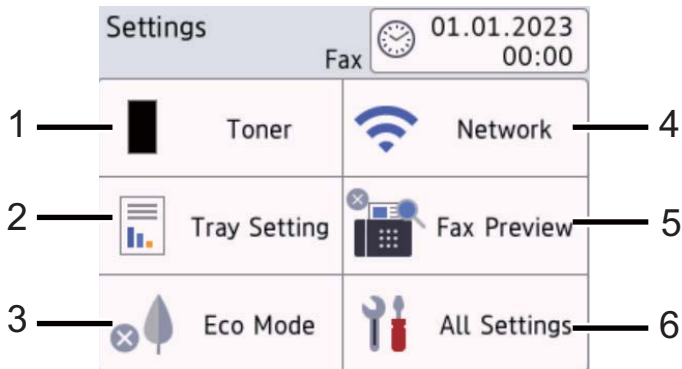 Settings
Fax
01.01.2023
00:00
1
Toner
Network
4
2
Tray Setting
Fax Preview
5
3
Eco Mode
All Settings
6